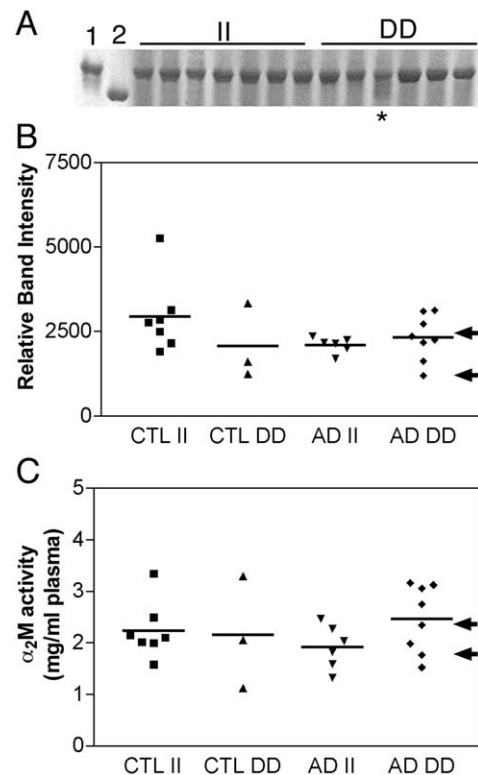 A
1 2 II DD
*
B
Relative Band Intensity
7500
5000
2500
0
CTL II CTL DD AD II AD DD
C
α₂M activity
(mg/ml plasma)
5
4
3
2
1
0
CTL II CTL DD AD II AD DD